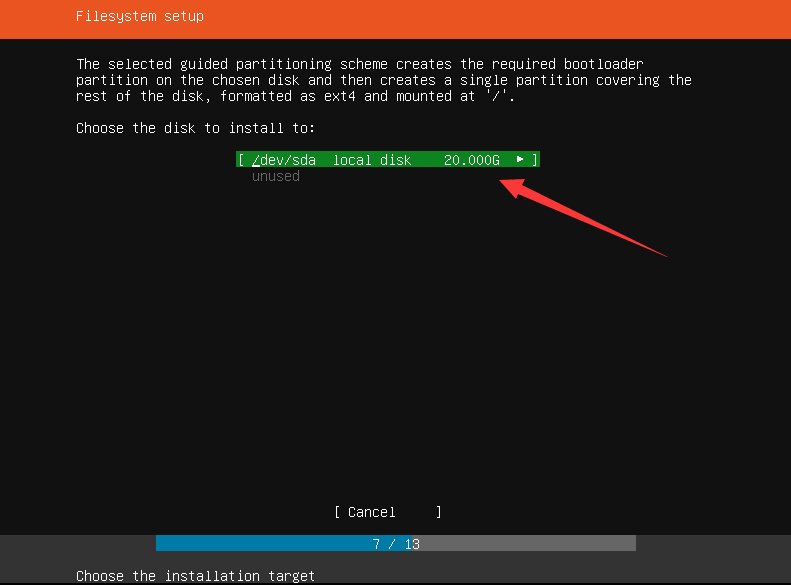 Filesystem setup
The selected guided partitioning scheme creates the required bootloader
partition on the chosen disk and then creates a single partition covering the
rest of the disk, formatted as ext4 and mounted at '/'.
Choose the disk to install to:
[ /dev/sda  local disk    20.000G  ► ]
unused
[ Cancel     ]
7 / 13
Choose the installation target